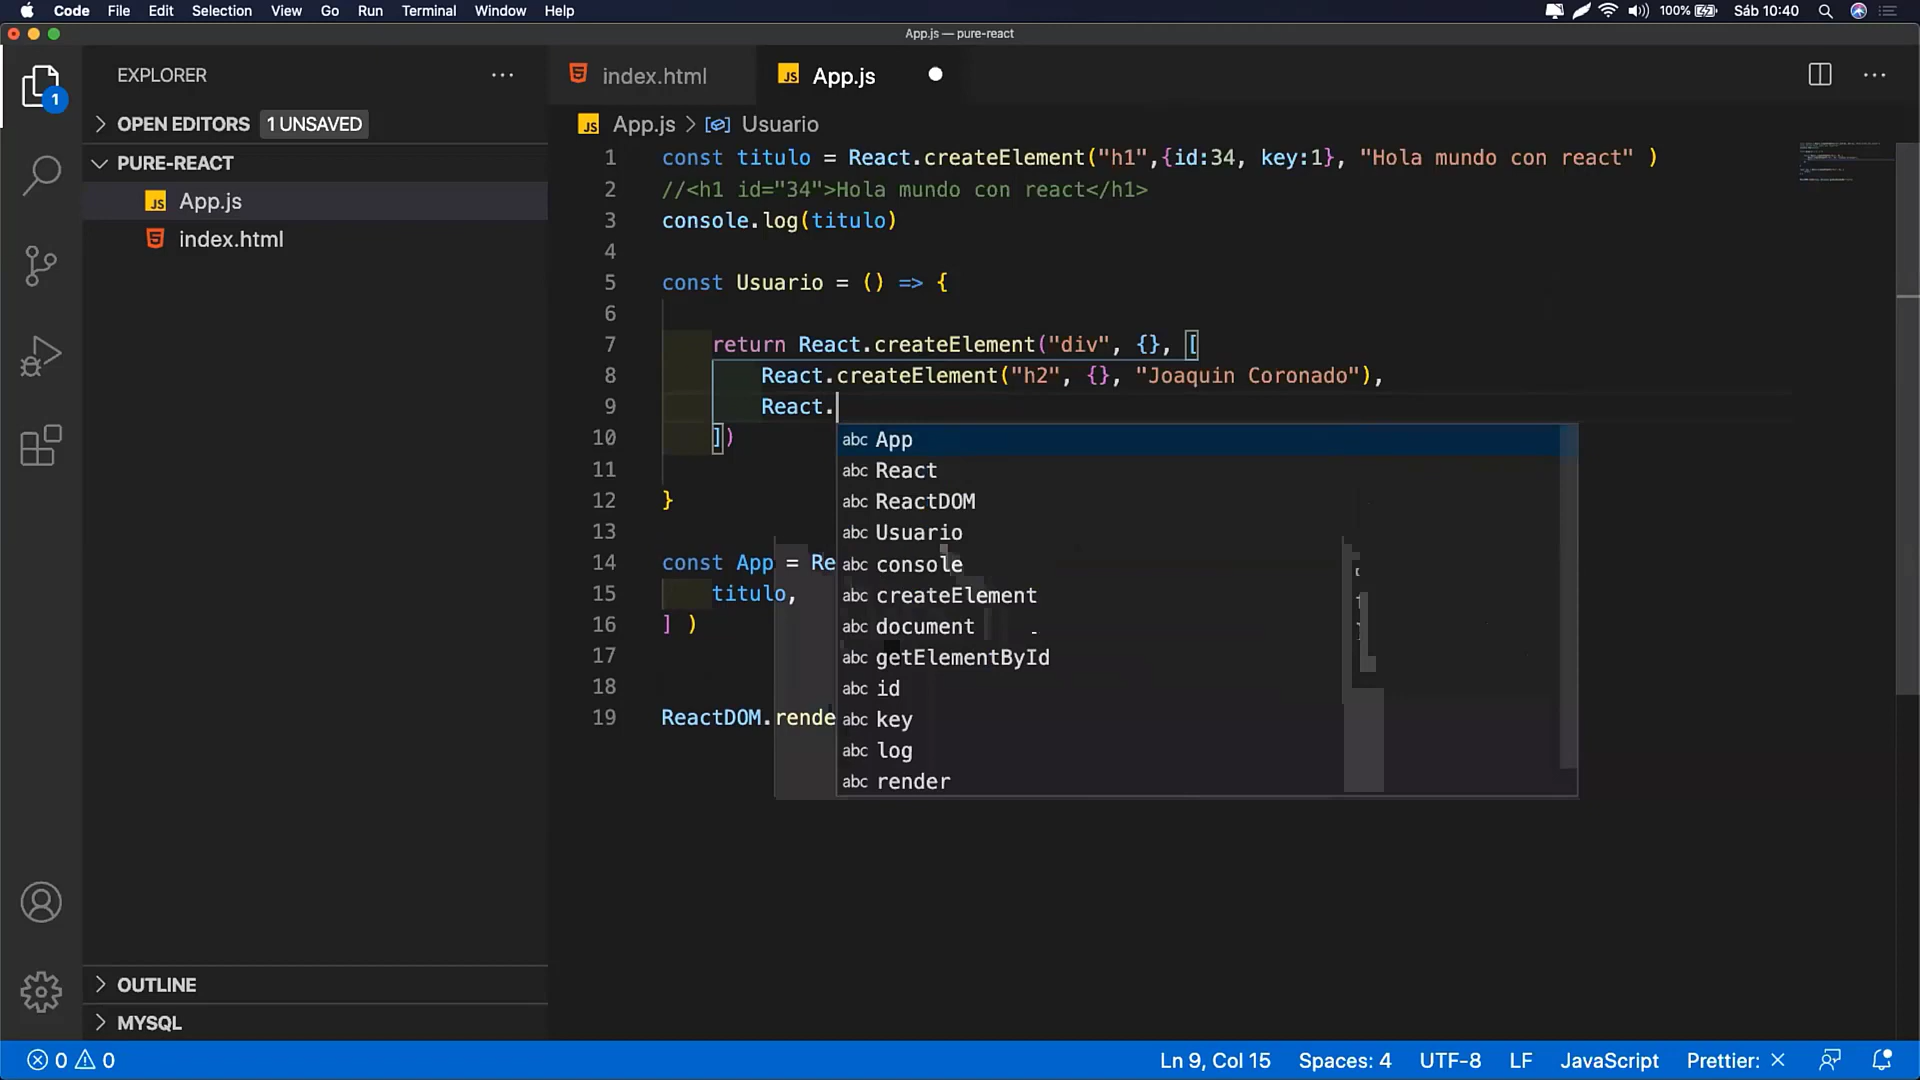 Code File Edit Selection View Go Run Terminal Window Help 100% Sáb 10:40
App.js — pure-react
EXPLORER
OPEN EDITORS 1 UNSAVED
PURE-REACT
App.js
index.html
OUTLINE
MYSQL
1
index.html App.js
App.js > Usuario
1 const titulo = React.createElement("h1",{id:34, key:1}, "Hola mundo con react" )
2 //<h1 id="34">Hola mundo con react</h1>
3 console.log(titulo)
4
5 const Usuario = () => {
6
7 return React.createElement("div", {}, [
8 React.createElement("h2", {}, "Joaquin Coronado"),
9 React.
10 ])
11
12 }
13
14 const App = Re
15 titulo,
16 ] )
17
18
19 ReactDOM.rende
abc App
abc React
abc ReactDOM
abc Usuario
abc console
abc createElement
abc document
abc getElementById
abc id
abc key
abc log
abc render
0 0 Ln 9, Col 15 Spaces: 4 UTF-8 LF JavaScript Prettier: ×